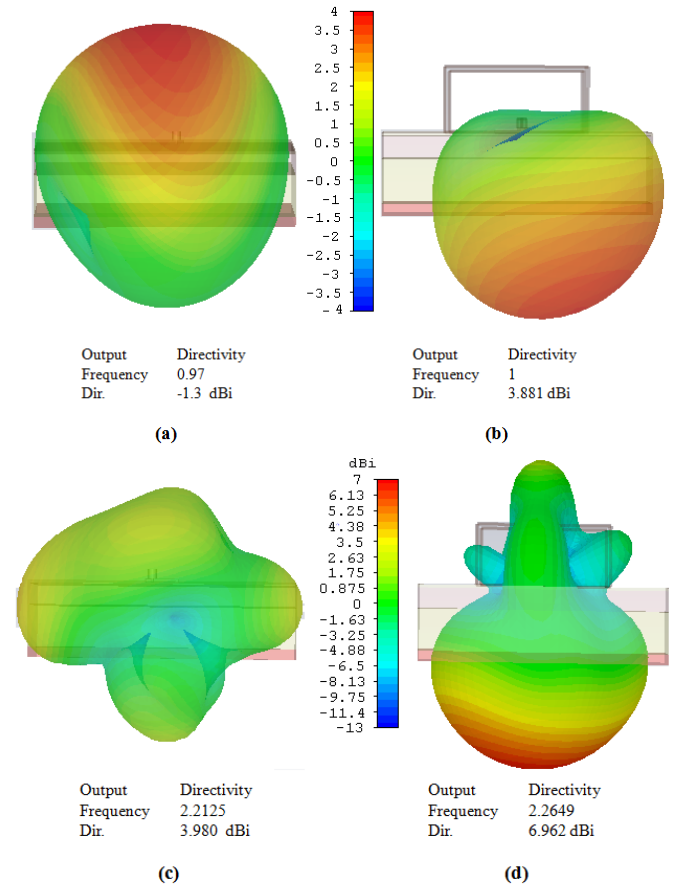 4
3
2.5
2
1
0.5
0
-0.5
-1
-1.5
-2
-2.5
-3
-3.5
- 4
Output Directivity
Frequency 0.97
Dir. -1.3 dBi
(a)
Output Directivity
Frequency 1
Dir. 3.881 dBi
(b)
dBi
7
6.13
5.25
4.38
3.5
2.63
1.75
0.875
0
-1.63
-3.25
-4.88
-6.5
-8.13
-9.75
-11.4
-13
Output Directivity
Frequency 2.2125
Dir. 3.980 dBi
(c)
Output Directivity
Frequency 2.2649
Dir. 6.962 dBi
(d)